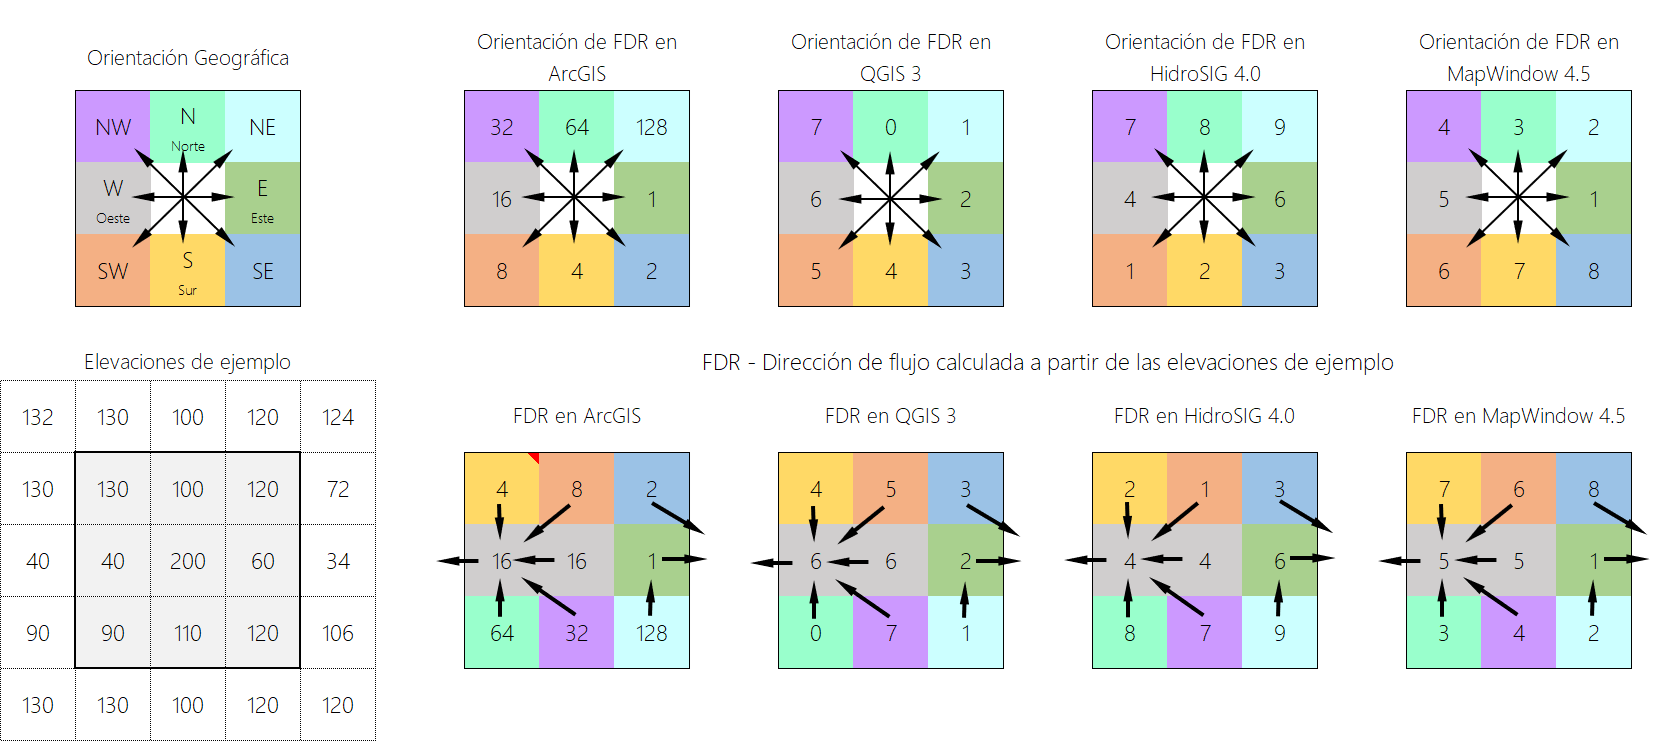 Orientación Geográfica
NW N NE
Norte
W E
Oeste Este
SW S SE
Sur
Orientación de FDR en
ArcGIS
32 64 128
16 1
8 4 2
Orientación de FDR en
QGIS 3
7 0 1
6 2
5 4 3
Orientación de FDR en
HidroSIG 4.0
7 8 9
4 6
1 2 3
Orientación de FDR en
MapWindow 4.5
4 3 2
5 1
6 7 8
Elevaciones de ejemplo
132 130 100 120 124
130 130 100 120 72
40 40 200 60 34
90 90 110 120 106
130 130 100 120 120
FDR - Dirección de flujo calculada a partir de las elevaciones de ejemplo
FDR en ArcGIS
4 8 2
16 16 1
64 32 128
FDR en QGIS 3
4 5 3
6 6 2
0 7 1
FDR en HidroSIG 4.0
2 1 3
4 4 6
8 7 9
FDR en MapWindow 4.5
7 6 8
5 5 1
3 4 2